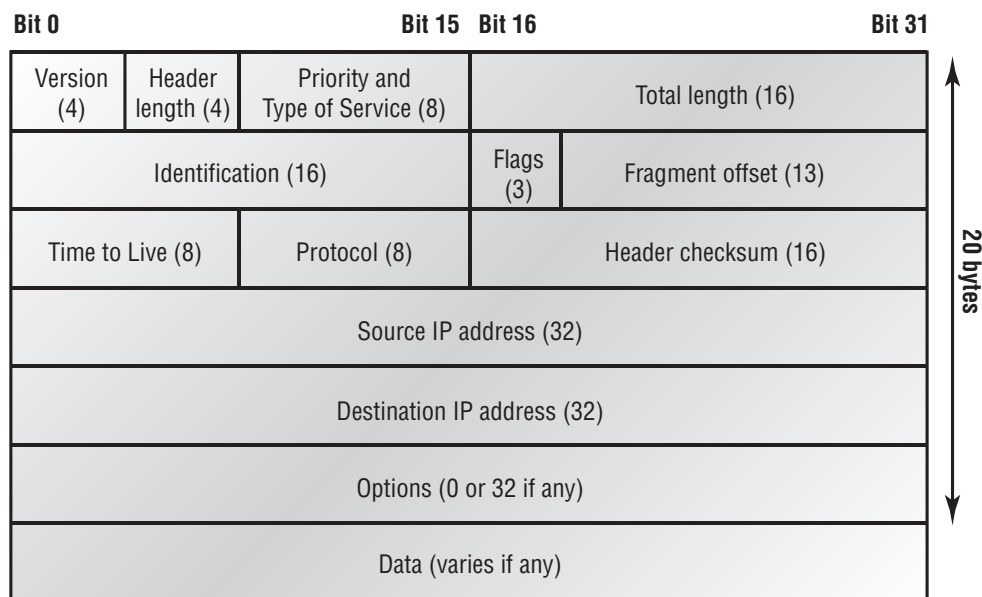 Bit 0
Bit 15
Bit 16
Bit 31
Version
(4)
Header
length (4)
Priority and
Type of Service (8)
Total length (16)
Identification (16)
Flags
(3)
Fragment offset (13)
Time to Live (8)
Protocol (8)
Header checksum (16)
Source IP address (32)
Destination IP address (32)
Options (0 or 32 if any)
Data (varies if any)
20 bytes